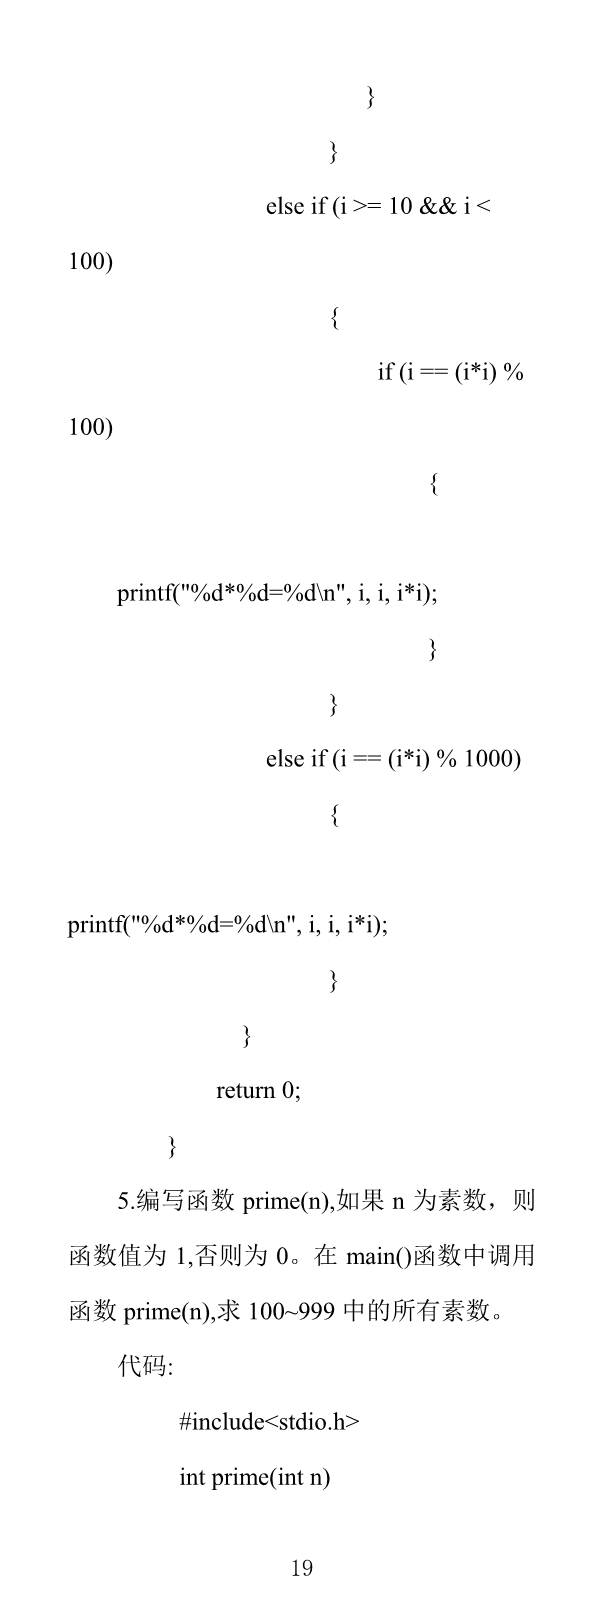 }
}
else if (i >= 10 && i <
100)
{
if (i == (i*i) %
100)
{
printf("%d*%d=%d\n", i, i, i*i);
}
}
else if (i == (i*i) % 1000)
{
printf("%d*%d=%d\n", i, i, i*i);
}
}
return 0;
}
5.编写函数 prime(n),如果 n 为素数，则
函数值为 1,否则为 0。在 main()函数中调用
函数 prime(n),求 100~999 中的所有素数。
代码:
#include<stdio.h>
int prime(int n)
19